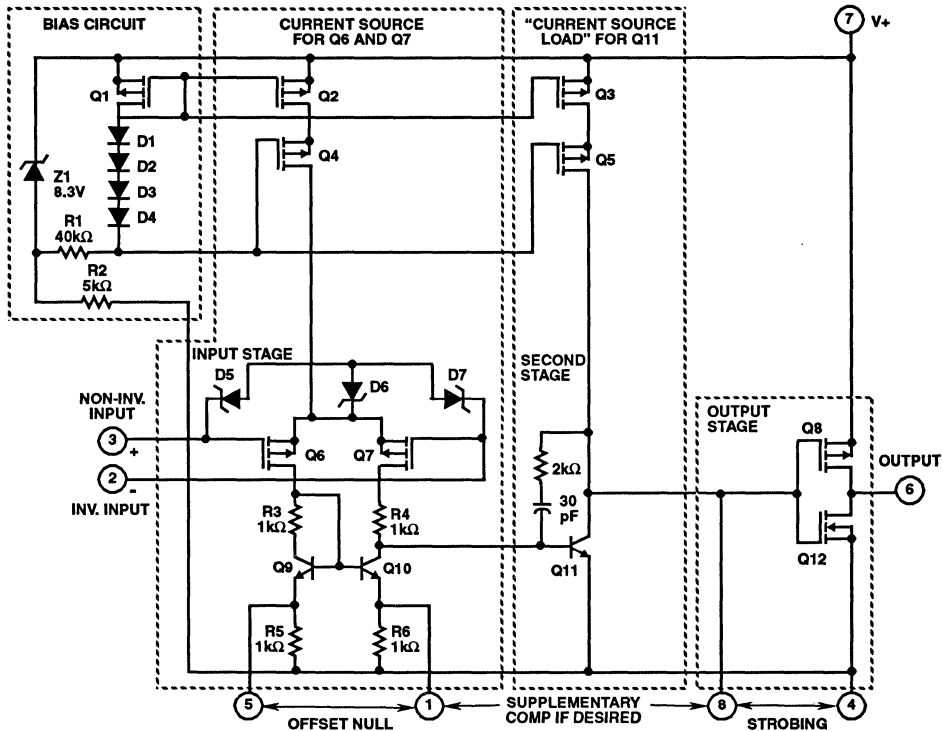 BIAS CIRCUIT
CURRENT SOURCE
FOR Q6 AND Q7
“CURRENT SOURCE
LOAD” FOR Q11
7
V+
Q1
Q2
Q3
D1
D2
D3
D4
Q4
Q5
Z1
8.3V
R1
40kΩ
R2
5kΩ
INPUT STAGE
D5
D6
D7
SECOND
STAGE
NON-INV.
INPUT
3
+
2
-
INV. INPUT
Q6
Q7
2kΩ
30
pF
OUTPUT
STAGE
Q8
OUTPUT
6
Q12
R3
1kΩ
R4
1kΩ
Q9
Q10
Q11
R5
1kΩ
R6
1kΩ
5
1
OFFSET NULL
SUPPLEMENTARY
COMP IF DESIRED
8
4
STROBING